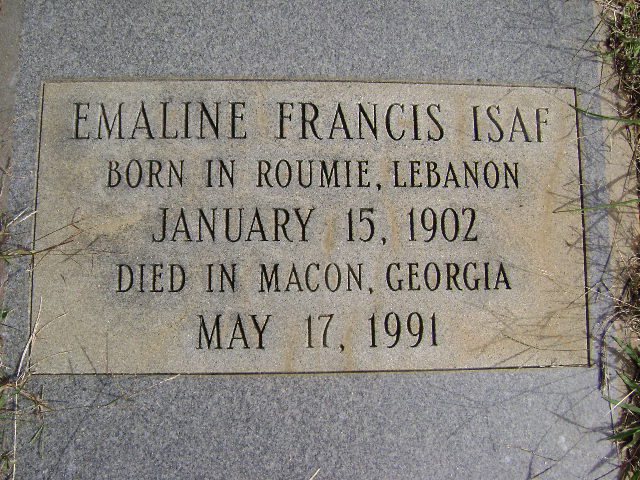 EMALINE FRANCIS ISAF
BORN IN ROUMIE, LEBANON
JANUARY 15, 1902
DIED IN MACON, GEORGIA
MAY 17, 1991